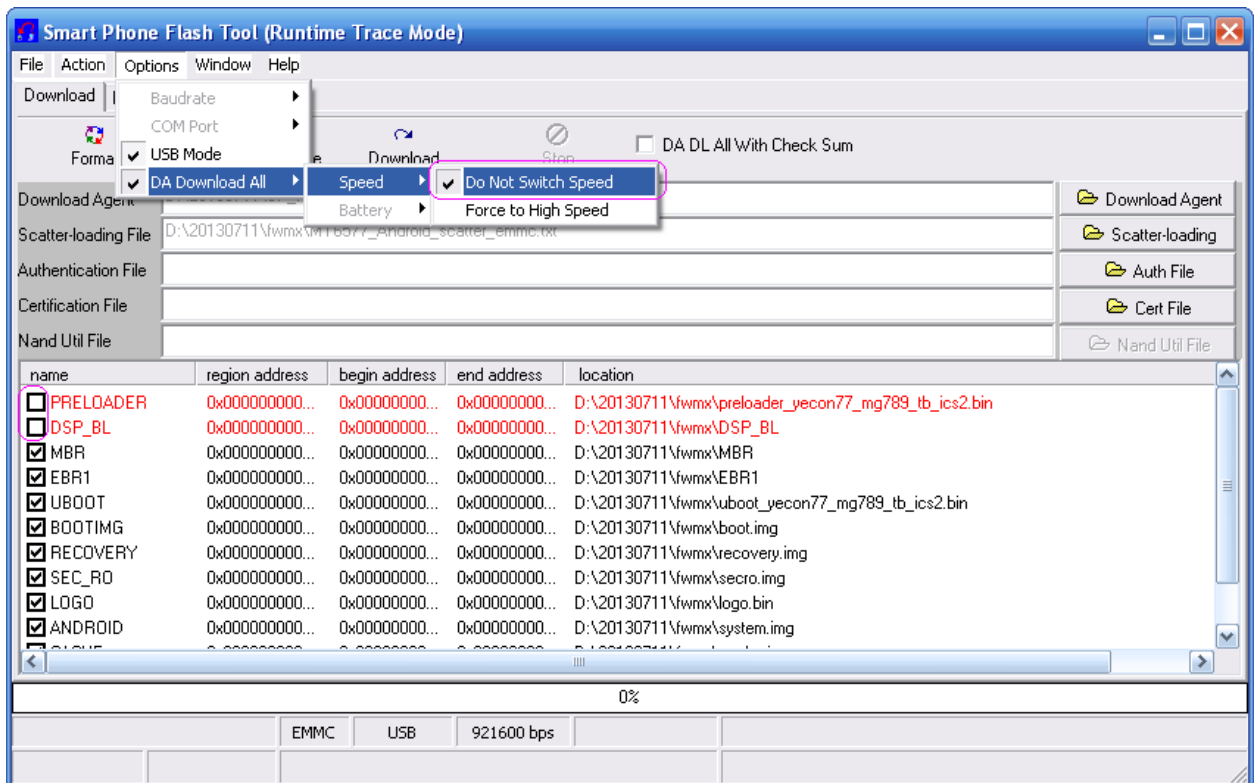 Smart Phone Flash Tool (Runtime Trace Mode)
File Action Options Window Help
Download
Baudrate
COM Port
USB Mode
DA Download All
Speed
Battery
Do Not Switch Speed
Force to High Speed
Forma
Download
Stop
DA DL All With Check Sum
Download Agent
Download Agent
Scatter-loading File D:\20130711\fwmx\MT6577_Android_scatter_emmc.txt
Scatter-loading
Authentication File
Auth File
Certification File
Cert File
Nand Util File
Nand Util File
name region address begin address end address location
PRELOADER 0x000000000... 0x00000000... 0x00000000... D:\20130711\fwmx\preloader_yecon77_mg789_tb_ics2.bin
DSP_BL 0x000000000... 0x00000000... 0x00000000... D:\20130711\fwmx\DSP_BL
MBR 0x000000000... 0x00000000... 0x00000000... D:\20130711\fwmx\MBR
EBR1 0x000000000... 0x00000000... 0x00000000... D:\20130711\fwmx\EBR1
UBOOT 0x000000000... 0x00000000... 0x00000000... D:\20130711\fwmx\uboot_yecon77_mg789_tb_ics2.bin
BOOTIMG 0x000000000... 0x00000000... 0x00000000... D:\20130711\fwmx\boot.img
RECOVERY 0x000000000... 0x00000000... 0x00000000... D:\20130711\fwmx\recovery.img
SEC_RO 0x000000000... 0x00000000... 0x00000000... D:\20130711\fwmx\secro.img
LOGO 0x000000000... 0x00000000... 0x00000000... D:\20130711\fwmx\logo.bin
ANDROID 0x000000000... 0x00000000... 0x00000000... D:\20130711\fwmx\system.img
0%
EMMC USB 921600 bps